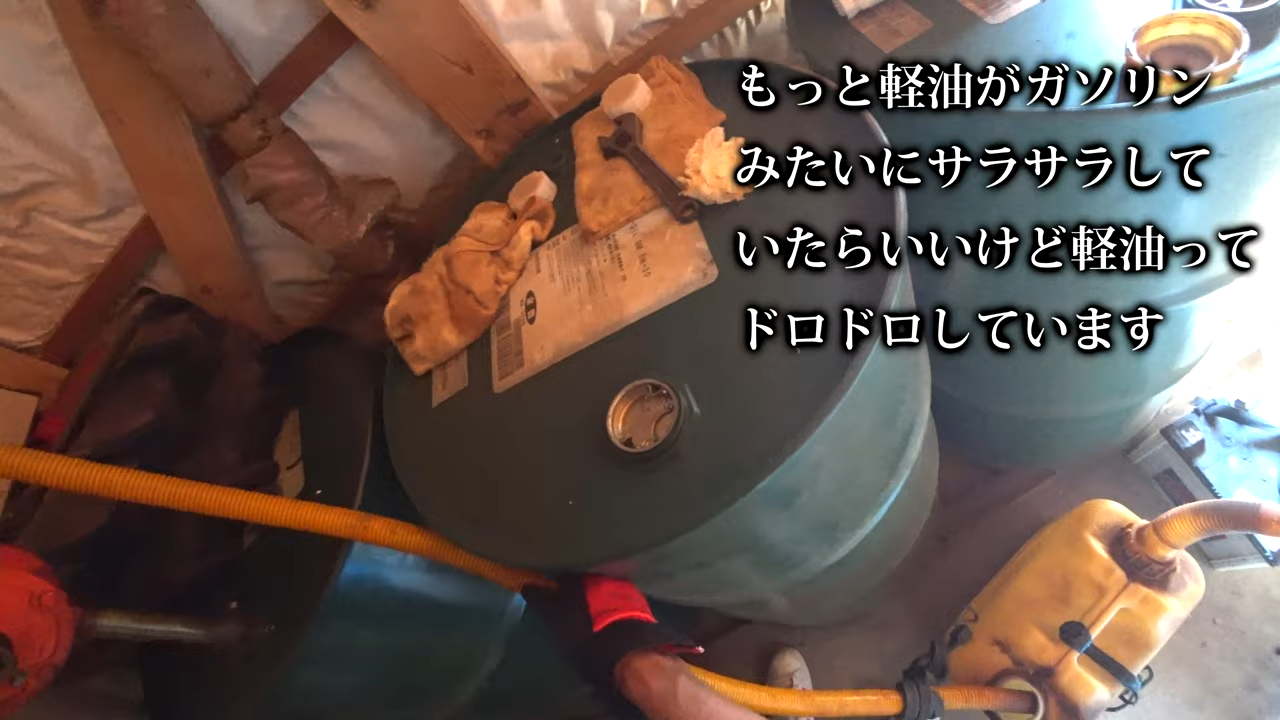 もっと軽油がガソリン
みたいにサラサラして
いたらいいけど軽油って
ドロドロしています